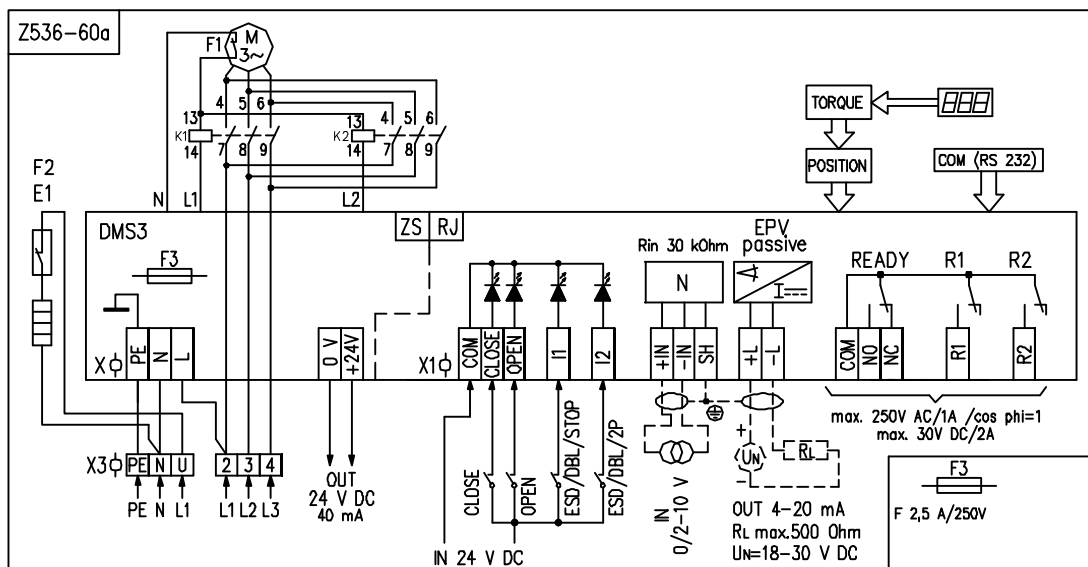 Z536-60a
F1
M
3~
4 5 6
13
K1
14
7 8 9
13
K2
14
4 5 6
7 8 9
TORQUE
POSITION
COM (RS 232)
F2
E1
N
L1
L2
DMS3
F3
ZS
RJ
Rin 30 kOhm
N
EPV
passive
I
READY
R1
R2
X
PE
N
L
0 V
+24V
X1
COM
CLOSE
OPEN
I1
I2
+IN
-IN
SH
+L
-L
COM
NO
NC
R1
R2
max. 250V AC/1A /cos phi=1
max. 30V DC/2A
X3
PE
N
U
2
3
4
PE N L1
L1 L2 L3
OUT
24 V DC
40 mA
CLOSE
OPEN
ESD/DBL/STOP
ESD/DBL/2P
IN 24 V DC
IN
0/2-10 V
+
UN
-
RL
OUT 4-20 mA
RL max.500 Ohm
UN=18-30 V DC
F3
F 2,5 A/250V